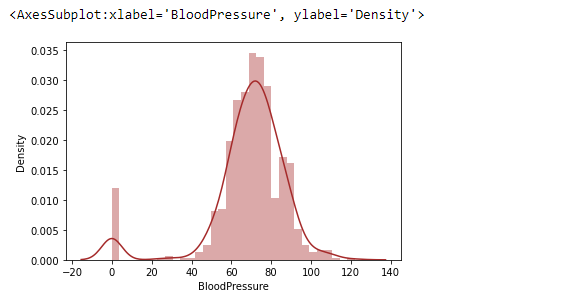 <AxesSubplot:xlabel='BloodPressure', ylabel='Density'>
0.035
0.030
0.025
0.020
0.015
0.010
0.005
0.000
Density
−20 0 20 40 60 80 100 120 140
BloodPressure